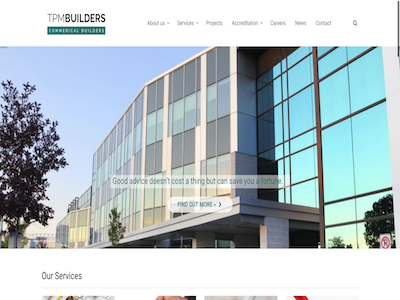 TPMBUILDERS
COMMERICAL BUILDERS
About us Services Projects Accreditation Careers News Contact
Good advice doesn't cost a thing but can save you a fortune.
FIND OUT MORE »
Our Services